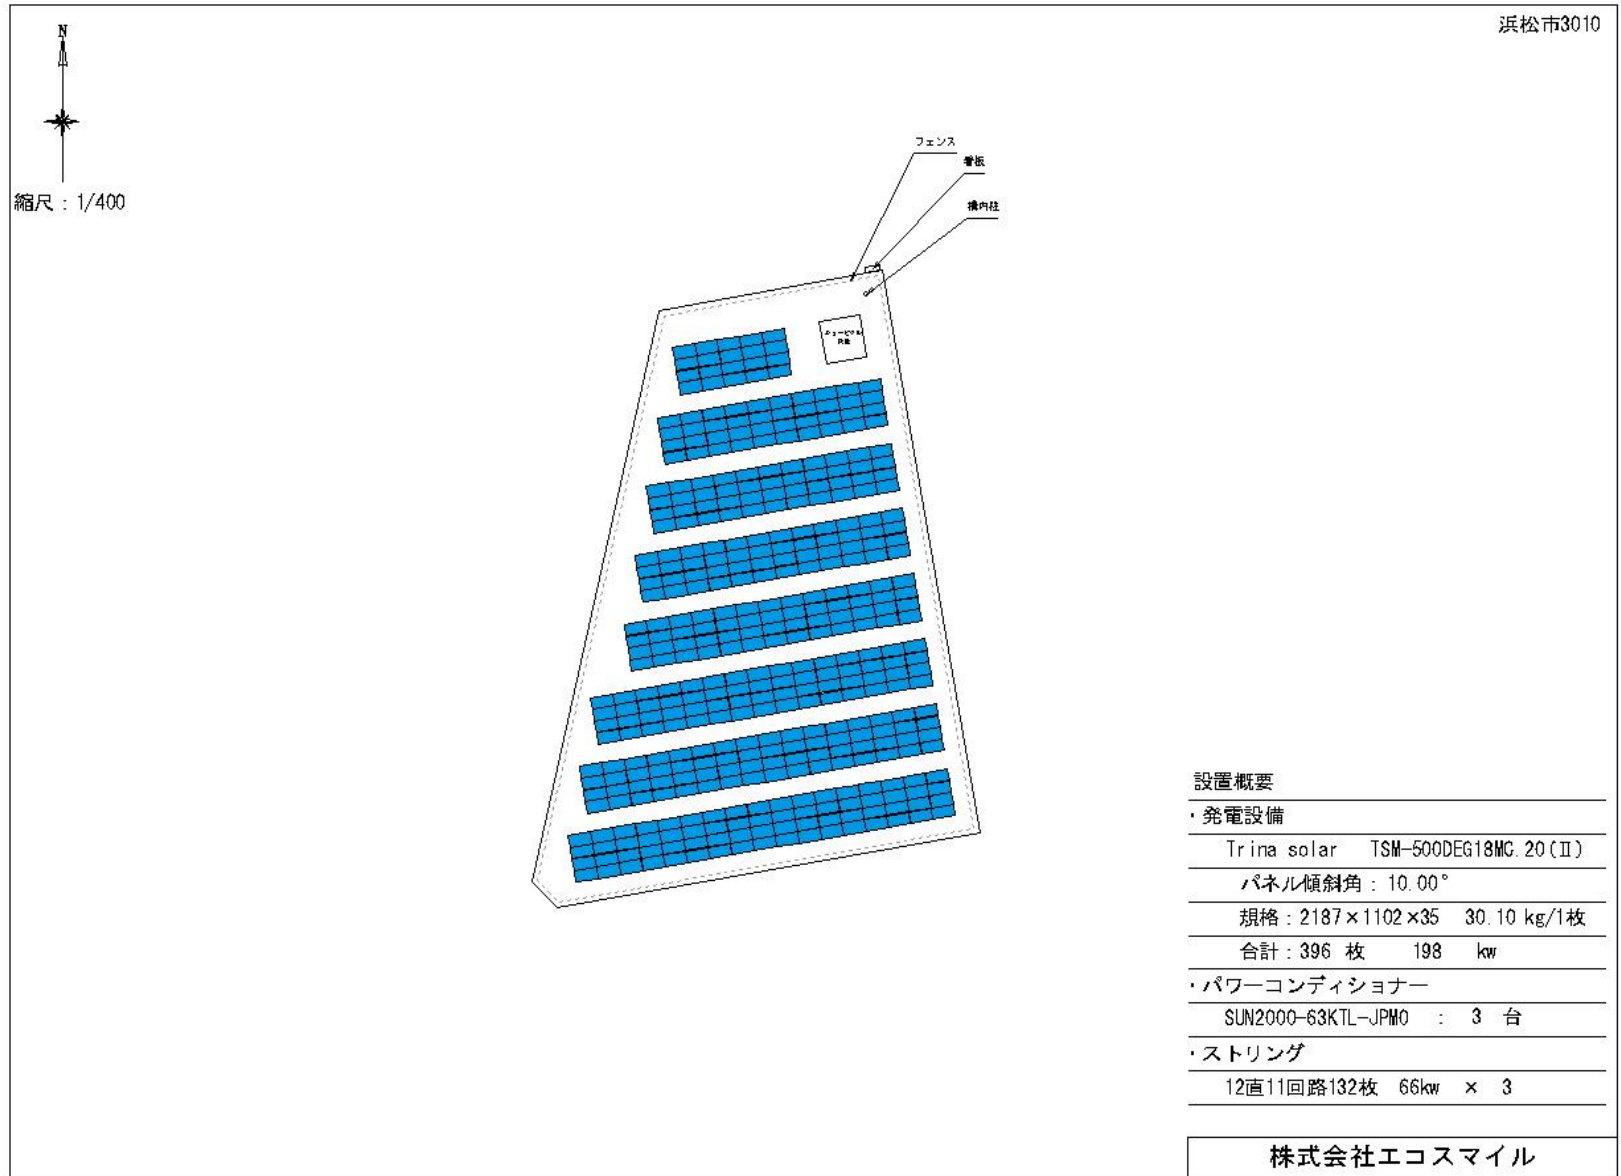 浜松市3010
N
縮尺：1/400
フェンス
看板
構内柱
設置概要
・発電設備
Trina solar TSM-500DEG18MC.20(Ⅱ)
パネル傾斜角：10.00°
規格：2187×1102×35 30.10 kg/1枚
合計：396 枚 198 kw
・パワーコンディショナー
SUN2000-63KTL-JPM0 ： 3 台
・ストリング
12直11回路132枚 66kw × 3
株式会社エコスマイル